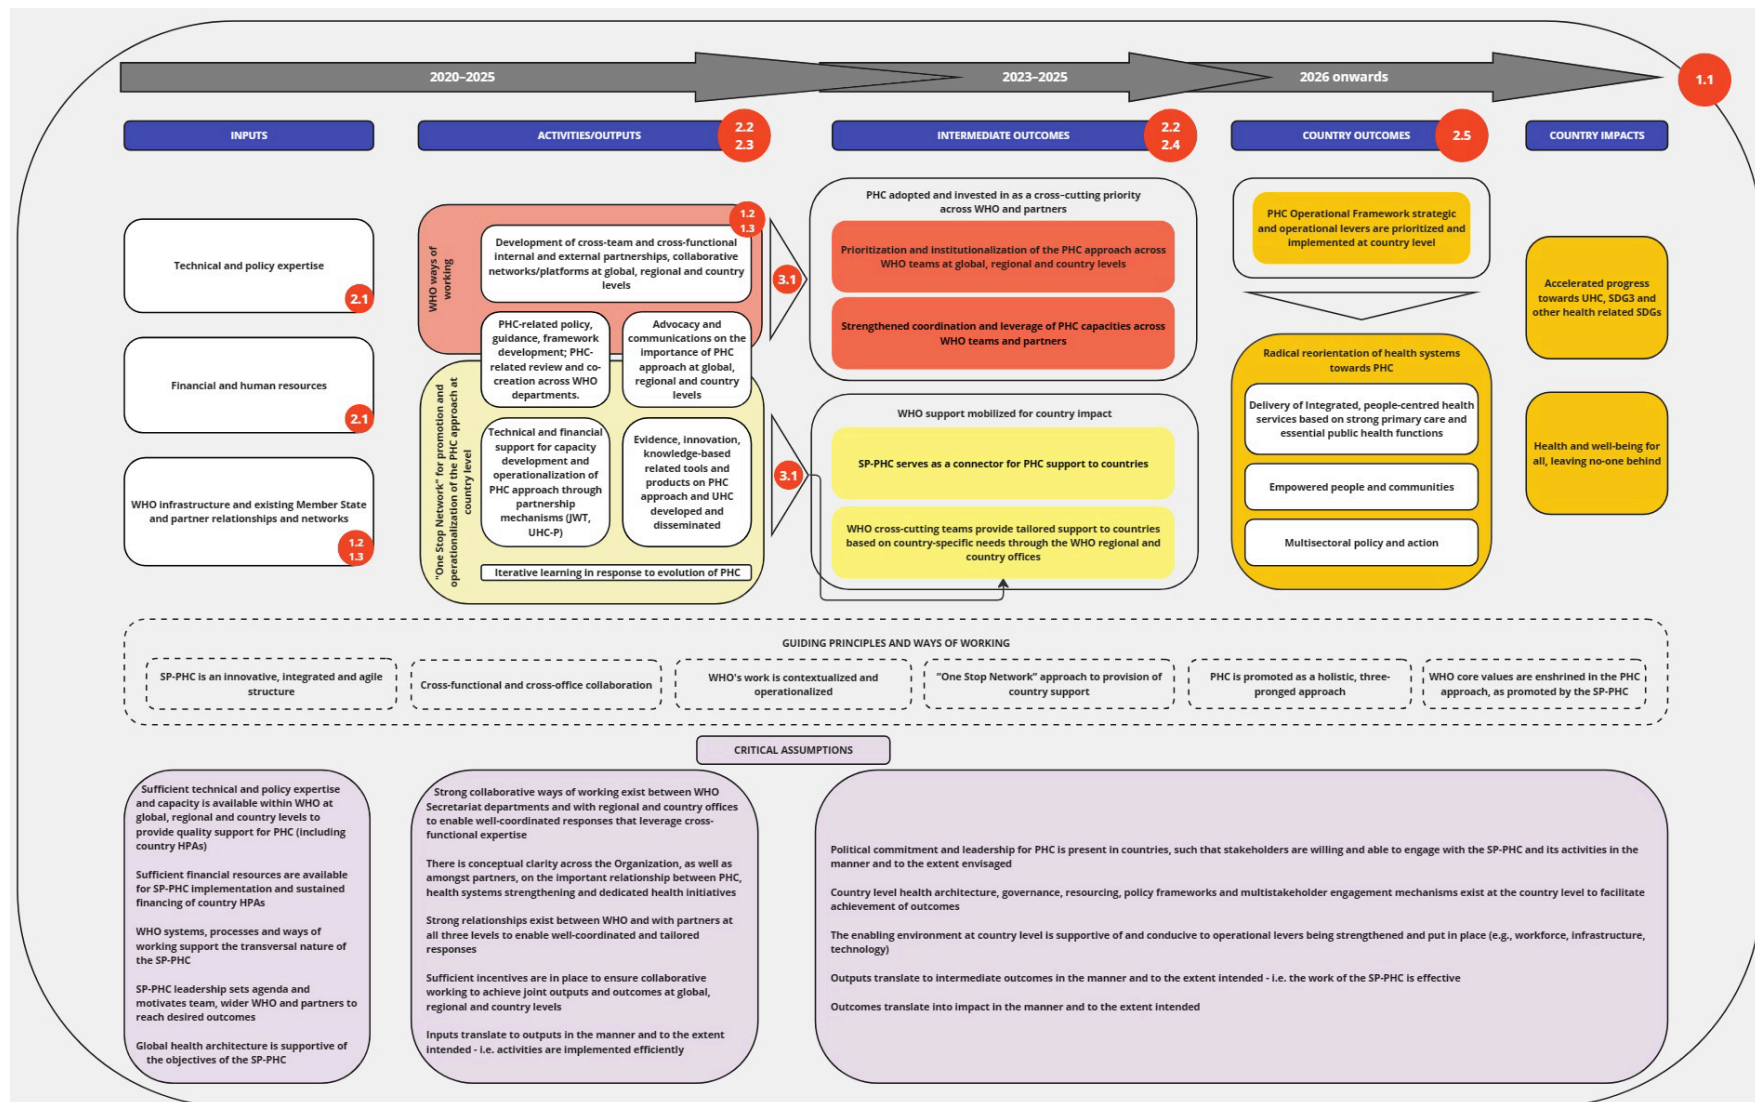 2020–2025
2023–2025
2026 onwards
1.1
INPUTS
ACTIVITIES/OUTPUTS
2.2
2.3
INTERMEDIATE OUTCOMES
2.2
2.4
COUNTRY OUTCOMES
2.5
COUNTRY IMPACTS
Technical and policy expertise
2.1
Financial and human resources
2.1
WHO infrastructure and existing Member State
and partner relationships and networks
1.2
1.3
WHO ways of
working
1.2
1.3
Development of cross-team and cross-functional
internal and external partnerships, collaborative
networks/platforms at global, regional and country
levels
PHC-related policy,
guidance, framework
development; PHC-
related review and co-
creation across WHO
departments.
Advocacy and
communications on the
importance of PHC
approach at global,
regional and country
levels
"One Stop Network" for promotion and
operationalization of the PHC approach at
country level
Technical and financial
support for capacity
development and
operationalization of
PHC approach through
partnership
mechanisms (JWT,
UHC-P)
Evidence, innovation,
knowledge-based
related tools and
products on PHC
approach and UHC
developed and
disseminated
Iterative learning in response to evolution of PHC
3.1
3.1
PHC adopted and invested in as a cross–cutting priority
across WHO and partners
Prioritization and institutionalization of the PHC approach across
WHO teams at global, regional and country levels
Strengthened coordination and leverage of PHC capacities across
WHO teams and partners
WHO support mobilized for country impact
SP-PHC serves as a connector for PHC support to countries
WHO cross-cutting teams provide tailored support to countries
based on country-specific needs through the WHO regional and
country offices
PHC Operational Framework strategic
and operational levers are prioritized and
implemented at country level
Radical reorientation of health systems
towards PHC
Delivery of Integrated, people-centred health
services based on strong primary care and
essential public health functions
Empowered people and communities
Multisectoral policy and action
Accelerated progress
towards UHC, SDG3 and
other health related SDGs
Health and well-being for
all, leaving no-one behind
GUIDING PRINCIPLES AND WAYS OF WORKING
SP-PHC is an innovative, integrated and agile
structure
Cross-functional and cross-office collaboration
WHO's work is contextualized and
operationalized
"One Stop Network" approach to provision of
country support
PHC is promoted as a holistic, three-
pronged approach
WHO core values are enshrined in the PHC
approach, as promoted by the SP-PHC
CRITICAL ASSUMPTIONS
Sufficient technical and policy expertise
and capacity is available within WHO at
global, regional and country levels to
provide quality support for PHC (including
country HPAs)
Sufficient financial resources are available
for SP-PHC implementation and sustained
financing of country HPAs
WHO systems, processes and ways of
working support the transversal nature of
the SP-PHC
SP-PHC leadership sets agenda and
motivates team, wider WHO and partners to
reach desired outcomes
Global health architecture is supportive of
the objectives of the SP-PHC
Strong collaborative ways of working exist between WHO
Secretariat departments and with regional and country offices
to enable well-coordinated responses that leverage cross-
functional expertise
There is conceptual clarity across the Organization, as well as
amongst partners, on the important relationship between PHC,
health systems strengthening and dedicated health initiatives
Strong relationships exist between WHO and with partners at
all three levels to enable well-coordinated and tailored
responses
Sufficient incentives are in place to ensure collaborative
working to achieve joint outputs and outcomes at global,
regional and country levels
Inputs translate to outputs in the manner and to the extent
intended - i.e. activities are implemented efficiently
Political commitment and leadership for PHC is present in countries, such that stakeholders are willing and able to engage with the SP-PHC and its activities in the
manner and to the extent envisaged
Country level health architecture, governance, resourcing, policy frameworks and multistakeholder engagement mechanisms exist at the country level to facilitate
achievement of outcomes
The enabling environment at country level is supportive of and conducive to operational levers being strengthened and put in place (e.g., workforce, infrastructure,
technology)
Outputs translate to intermediate outcomes in the manner and to the extent intended - i.e. the work of the SP-PHC is effective
Outcomes translate into impact in the manner and to the extent intended